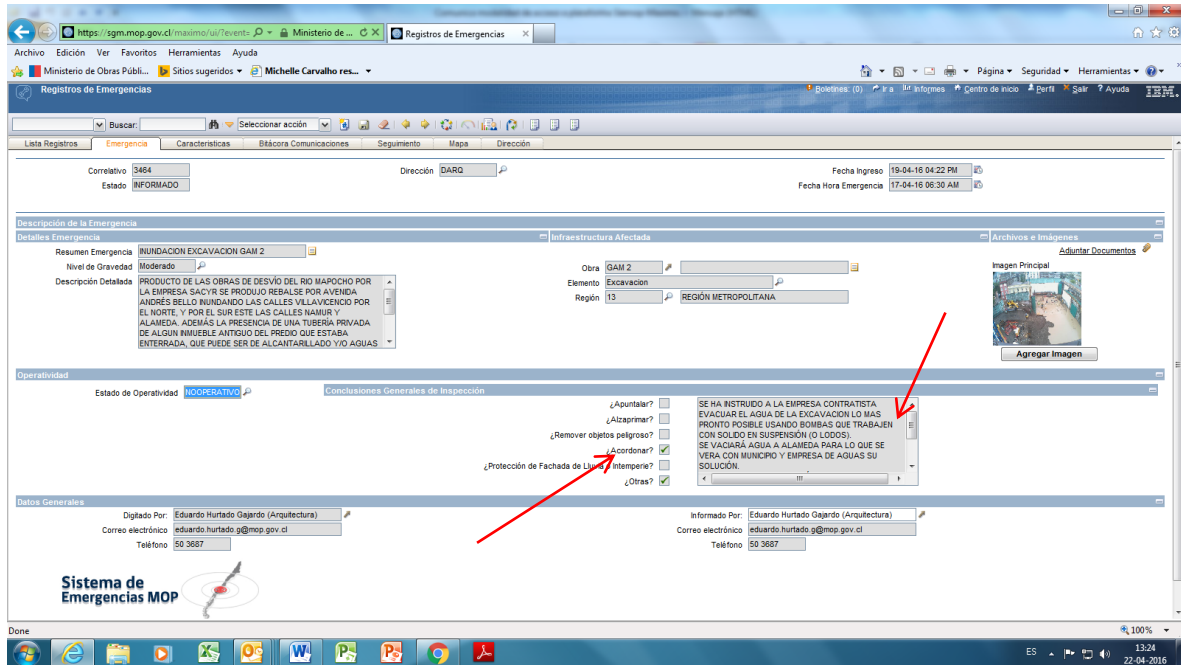 https://sgm.mop.gov.cl/maximo/ui/?event=
Ministerio de ...
Registros de Emergencias
Archivo Edición Ver Favoritos Herramientas Ayuda
Ministerio de Obras Públi... Sitios sugeridos Michelle Carvalho res...
Página Seguridad Herramientas
Registros de Emergencias
Boletines: (0) Ir a Informes Centro de inicio Perfil Salir ? Ayuda IBM.
Buscar: Seleccionar acción
Lista Registros Emergencia Características Bitácora Comunicaciones Seguimiento Mapa Dirección
Correlativo 3464 Dirección DARQ Fecha Ingreso 19-04-16 04:22 PM
Estado INFORMADO Fecha Hora Emergencia 17-04-16 06:30 AM
Descripción de la Emergencia
Detalles Emergencia Infraestructura Afectada Archivos e Imágenes
Resumen Emergencia INUNDACION EXCAVACION GAM 2
Adjuntar Documentos
Nivel de Gravedad Moderado
Obra GAM 2
Imagen Principal
Descripción Detallada
PRODUCTO DE LAS OBRAS DE DESVÍO DEL RIO MAPOCHO POR
LA EMPRESA SACYR SE PRODUJO REBALSE POR AVENIDA
ANDRÉS BELLO INUNDANDO LAS CALLES VILLAVICENCIO POR
EL NORTE, Y POR EL SUR ESTE LAS CALLES NAMUR Y
ALAMEDA. ADEMÁS LA PRESENCIA DE UNA TUBERÍA PRIVADA
DE ALGUN INMUEBLE ANTIGUO DEL PREDIO QUE ESTABA
ENTERRADA, QUE PUEDE SER DE ALCANTARILLADO Y/O AGUAS
Elemento Excavacion
Región 13 REGIÓN METROPOLITANA
Agregar Imagen
Operatividad
Estado de Operatividad NOOPERATIVO
Conclusiones Generales de Inspección
¿Apuntalar?
¿Alzaprimar?
¿Remover objetos peligroso?
¿Acordonar?
¿Protección de Fachada de Lluvia Intemperie?
¿Otras?
SE HA INSTRUIDO A LA EMPRESA CONTRATISTA
EVACUAR EL AGUA DE LA EXCAVACION LO MAS
PRONTO POSIBLE USANDO BOMBAS QUE TRABAJEN
CON SOLIDO EN SUSPENSIÓN (O LODOS).
SE VACIARÁ AGUA A ALAMEDA PARA LO QUE SE
VERA CON MUNICIPIO Y EMPRESA DE AGUAS SU
SOLUCIÓN.
Datos Generales
Digitado Por: Eduardo Hurtado Gajardo (Arquitectura) Informado Por: Eduardo Hurtado Gajardo (Arquitectura)
Correo electrónico eduardo.hurtado.g@mop.gov.cl Correo electrónico eduardo.hurtado.g@mop.gov.cl
Teléfono 50 3687 Teléfono 50 3687
Sistema de
Emergencias MOP
Done
100%
ES
13:24
22-04-2016